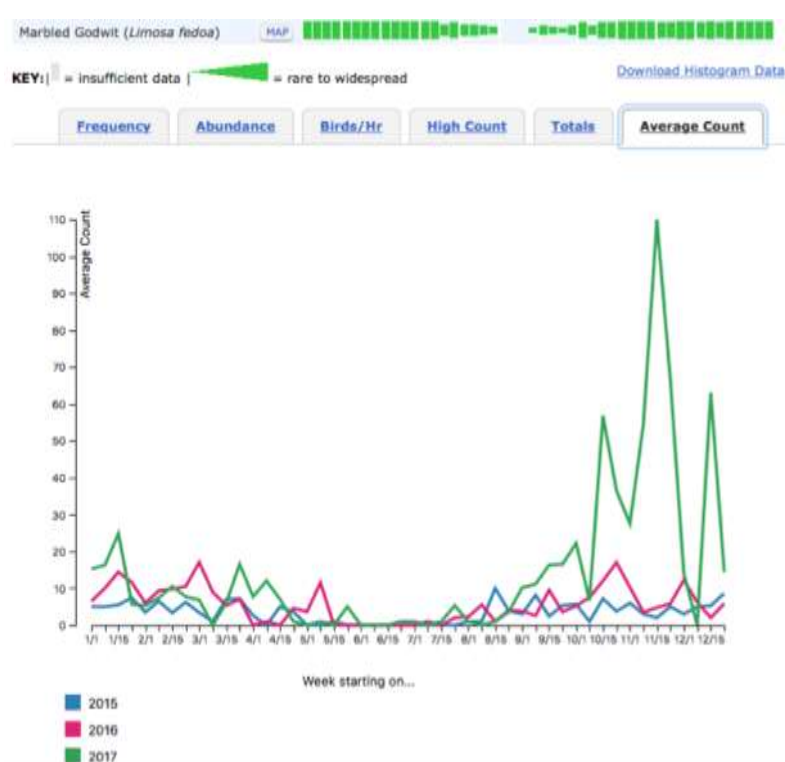 Marbled Godwit (Limosa fedoa) MAP
KEY:| = insufficient data | = rare to widespread
Download Histogram Data
Frequency Abundance Birds/Hr High Count Totals Average Count
Average Count
110
100
90
80
70
60
50
40
30
20
10
0
1/1 1/15 2/1 2/15 3/1 3/15 4/1 4/15 5/1 5/15 6/1 6/15 7/1 7/15 8/1 8/15 9/1 9/15 10/1 10/15 11/1 11/15 12/1 12/15
Week starting on...
2015
2016
2017